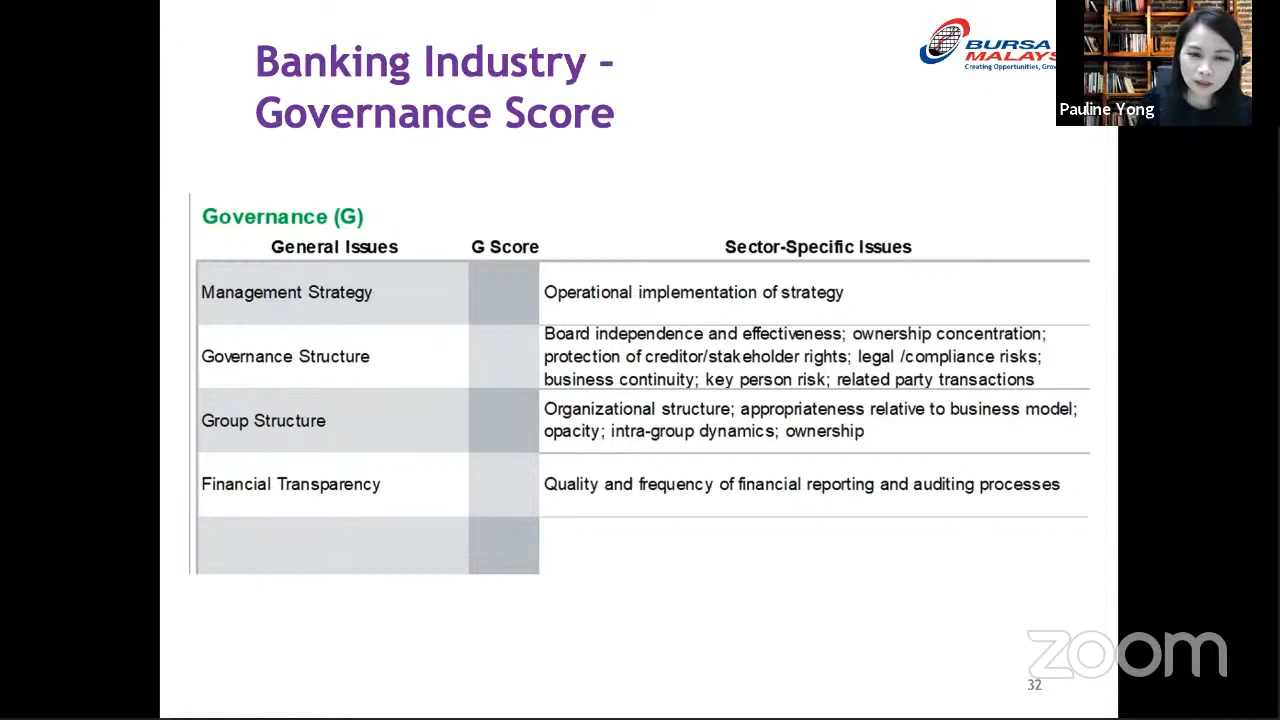 Banking Industry –
Governance Score
BURSA
MALAYS
Creating Opportunities, Grow
Pauline Yong
Governance (G)
General Issues G Score Sector-Specific Issues
Management Strategy Operational implementation of strategy
Governance Structure Board independence and effectiveness; ownership concentration;
protection of creditor/stakeholder rights; legal /compliance risks;
business continuity; key person risk; related party transactions
Group Structure Organizational structure; appropriateness relative to business model;
opacity; intra-group dynamics; ownership
Financial Transparency Quality and frequency of financial reporting and auditing processes
zoom
32